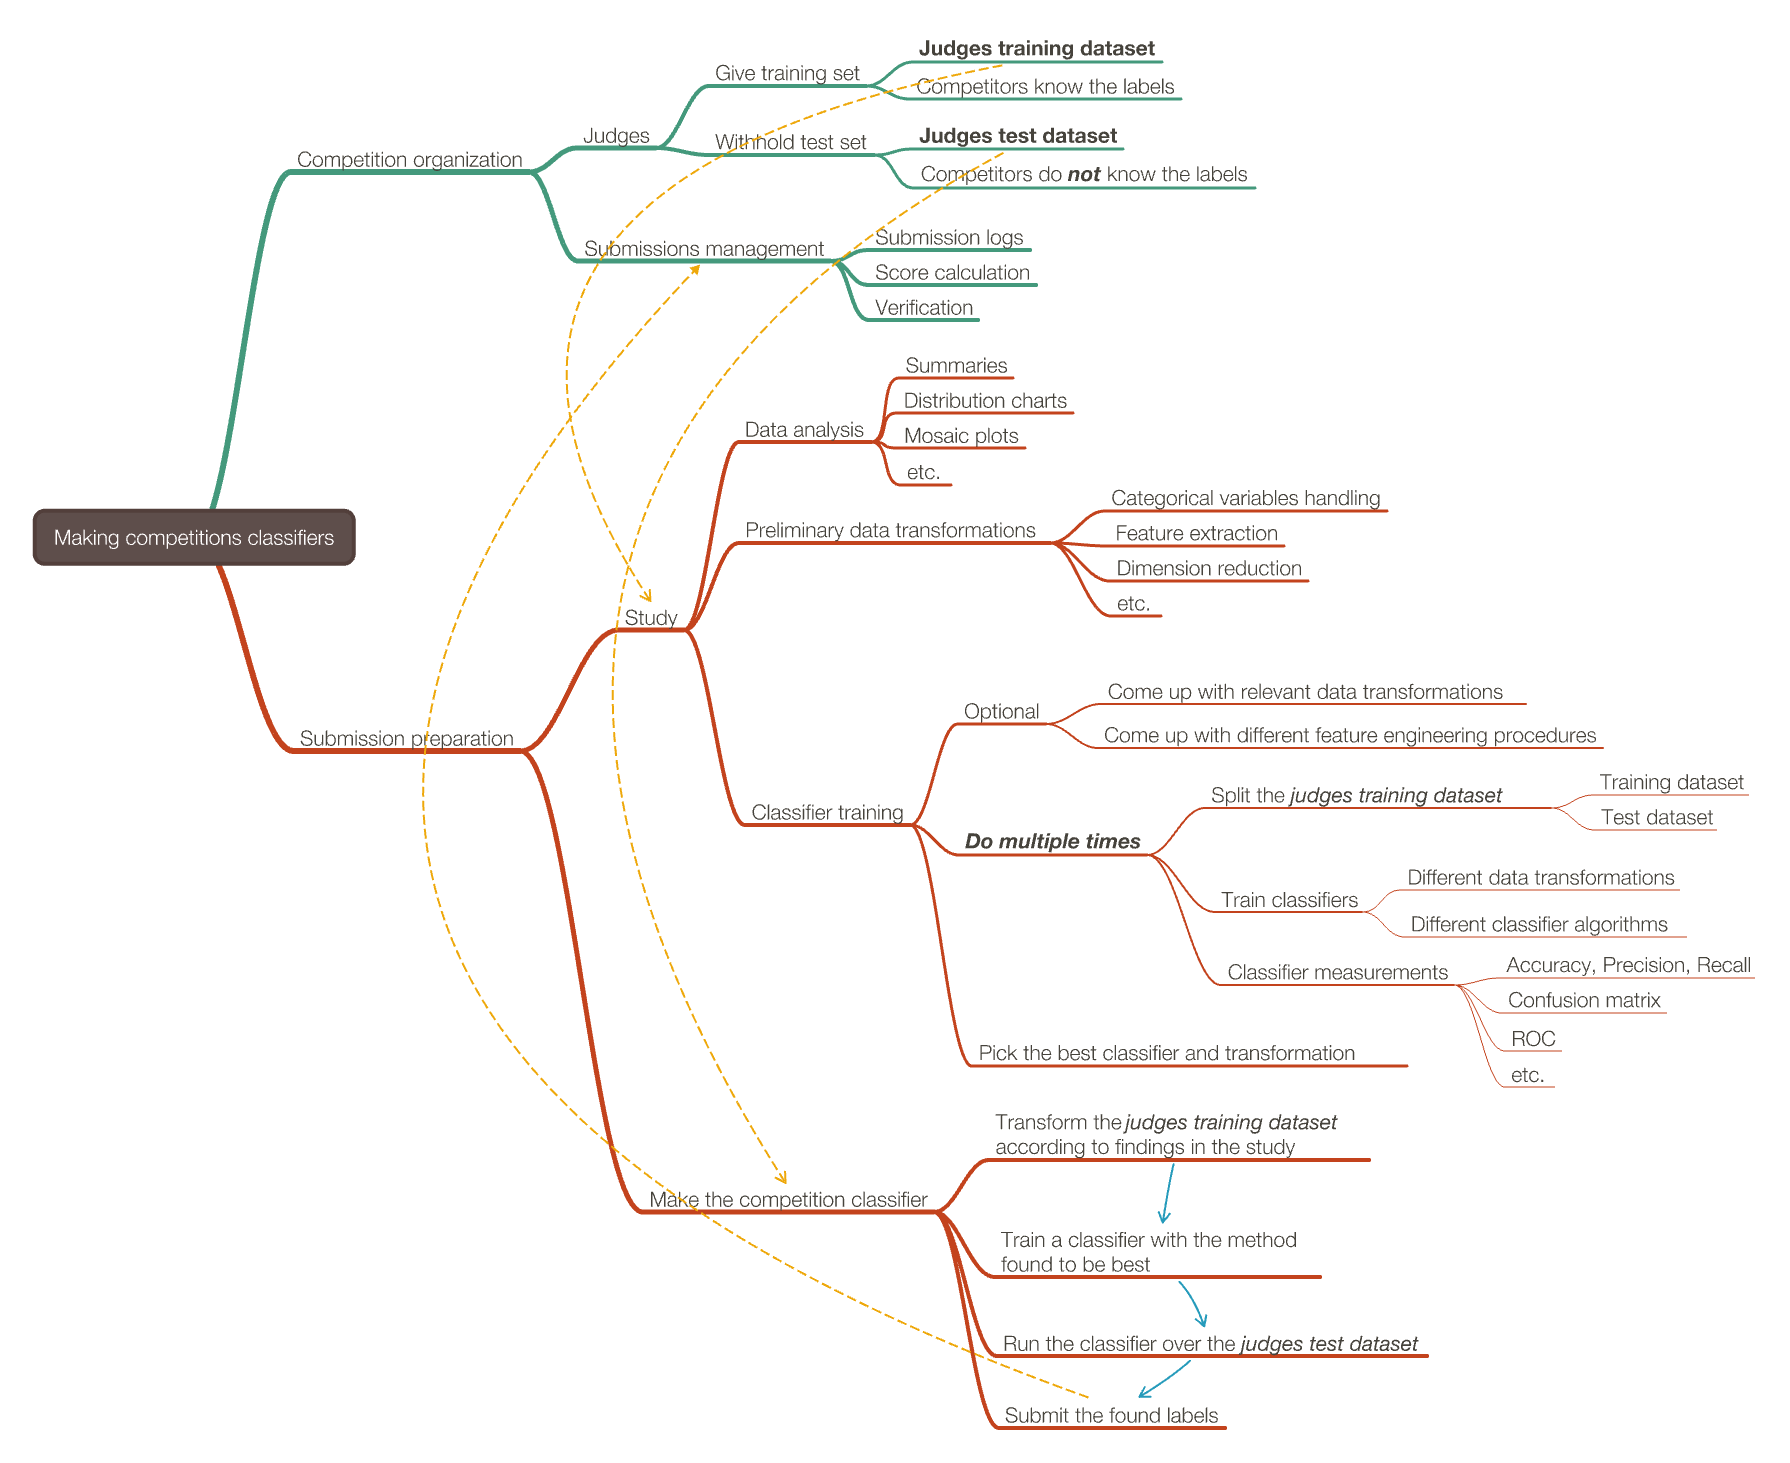 Making competitions classifiers
Competition organization
Judges
Give training set
Judges training dataset
Competitors know the labels
Withhold test set
Judges test dataset
Competitors do not know the labels
Submissions management
Submission logs
Score calculation
Verification
Submission preparation
Study
Data analysis
Summaries
Distribution charts
Mosaic plots
etc.
Preliminary data transformations
Categorical variables handling
Feature extraction
Dimension reduction
etc.
Classifier training
Optional
Come up with relevant data transformations
Come up with different feature engineering procedures
Do multiple times
Split the judges training dataset
Training dataset
Test dataset
Train classifiers
Different data transformations
Different classifier algorithms
Classifier measurements
Accuracy, Precision, Recall
Confusion matrix
ROC
etc.
Pick the best classifier and transformation
Make the competition classifier
Transform the judges training dataset
according to findings in the study
Train a classifier with the method
found to be best
Run the classifier over the judges test dataset
Submit the found labels